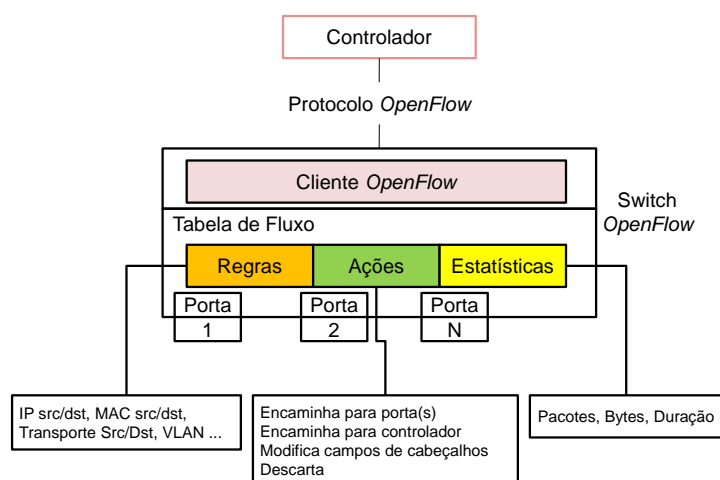 Controlador
Protocolo OpenFlow
Cliente OpenFlow
Switch
OpenFlow
Tabela de Fluxo
Regras
Ações
Estatísticas
Porta
1
Porta
2
Porta
N
IP src/dst, MAC src/dst,
Transporte Src/Dst, VLAN ...
Encaminha para porta(s)
Encaminha para controlador
Modifica campos de cabeçalhos
Descarta
Pacotes, Bytes, Duração